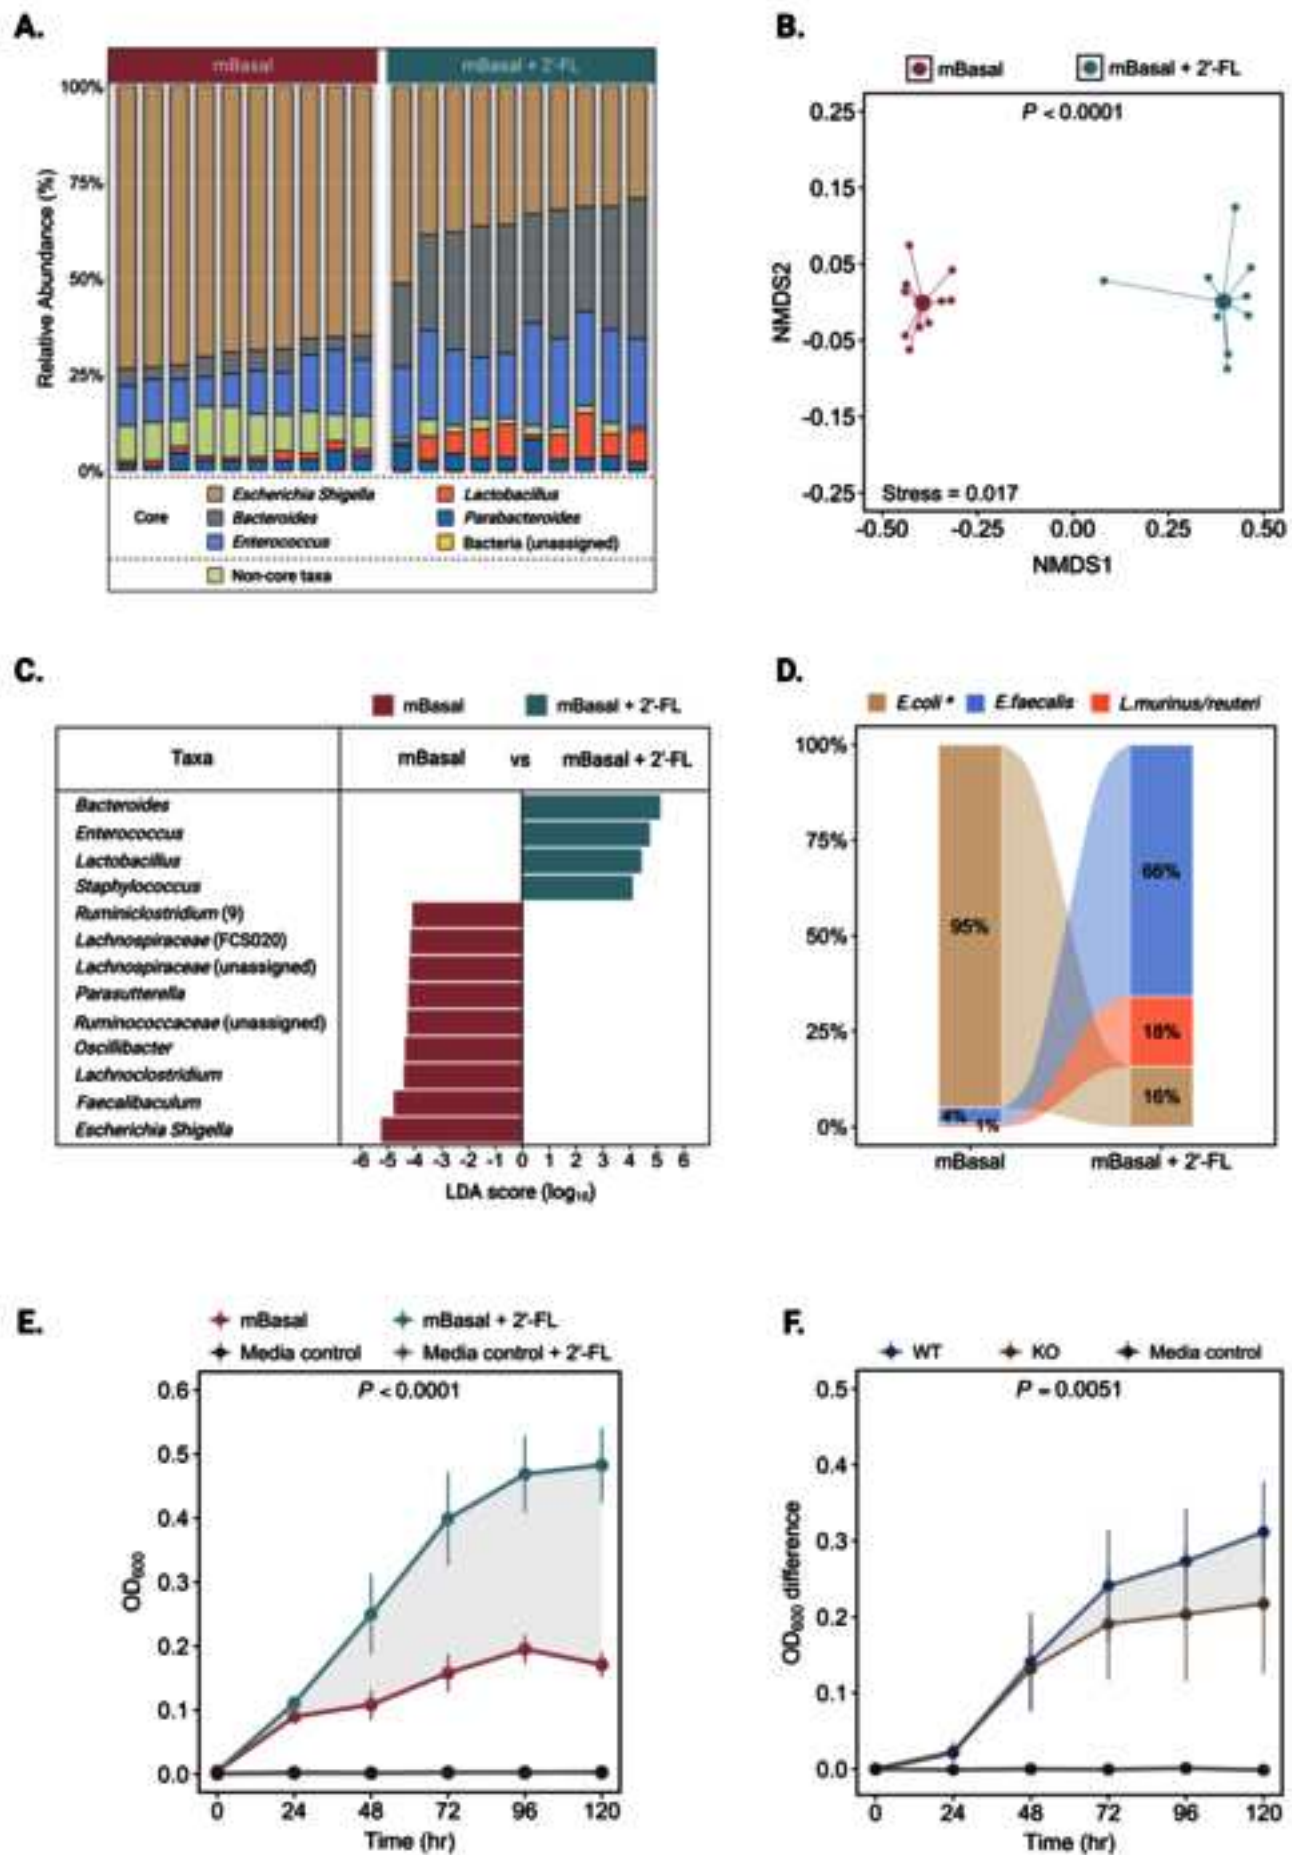 A.
mBasal
mBasal + 2'-FL
Relative Abundance (%)
100%
75%
50%
25%
0%
Core
Escherichia Shigella
Bacteroides
Enterococcus
Lactobacillus
Parabacteroides
Bacteria (unassigned)
Non-core taxa
B.
mBasal
mBasal + 2'-FL
P < 0.0001
NMDS2
0.25
0.15
0.05
-0.05
-0.15
-0.25
Stress = 0.017
-0.50 -0.25 0.00 0.25 0.50
NMDS1
C.
mBasal
mBasal + 2'-FL
Taxa
mBasal vs mBasal + 2'-FL
Bacteroides
Enterococcus
Lactobacillus
Staphylococcus
Ruminiclostridium (9)
Lachnospiraceae (FCS020)
Lachnospiraceae (unassigned)
Parasutterella
Ruminococcaceae (unassigned)
Oscillibacter
Lachnoclostridium
Faecalibaculum
Escherichia Shigella
-6 -5 -4 -3 -2 -1 0 1 2 3 4 5 6
LDA score (log₁₀)
D.
E.coli *
E.faecalis
L.murinus/reuteri
100%
75%
50%
25%
0%
95%
4%
1%
66%
18%
16%
mBasal
mBasal + 2'-FL
E.
mBasal
mBasal + 2'-FL
Media control
Media control + 2'-FL
P < 0.0001
OD₆₀₀
0.6
0.5
0.4
0.3
0.2
0.1
0.0
0 24 48 72 96 120
Time (hr)
F.
WT
KO
Media control
P = 0.0051
OD₆₀₀ difference
0.5
0.4
0.3
0.2
0.1
0.0
0 24 48 72 96 120
Time (hr)